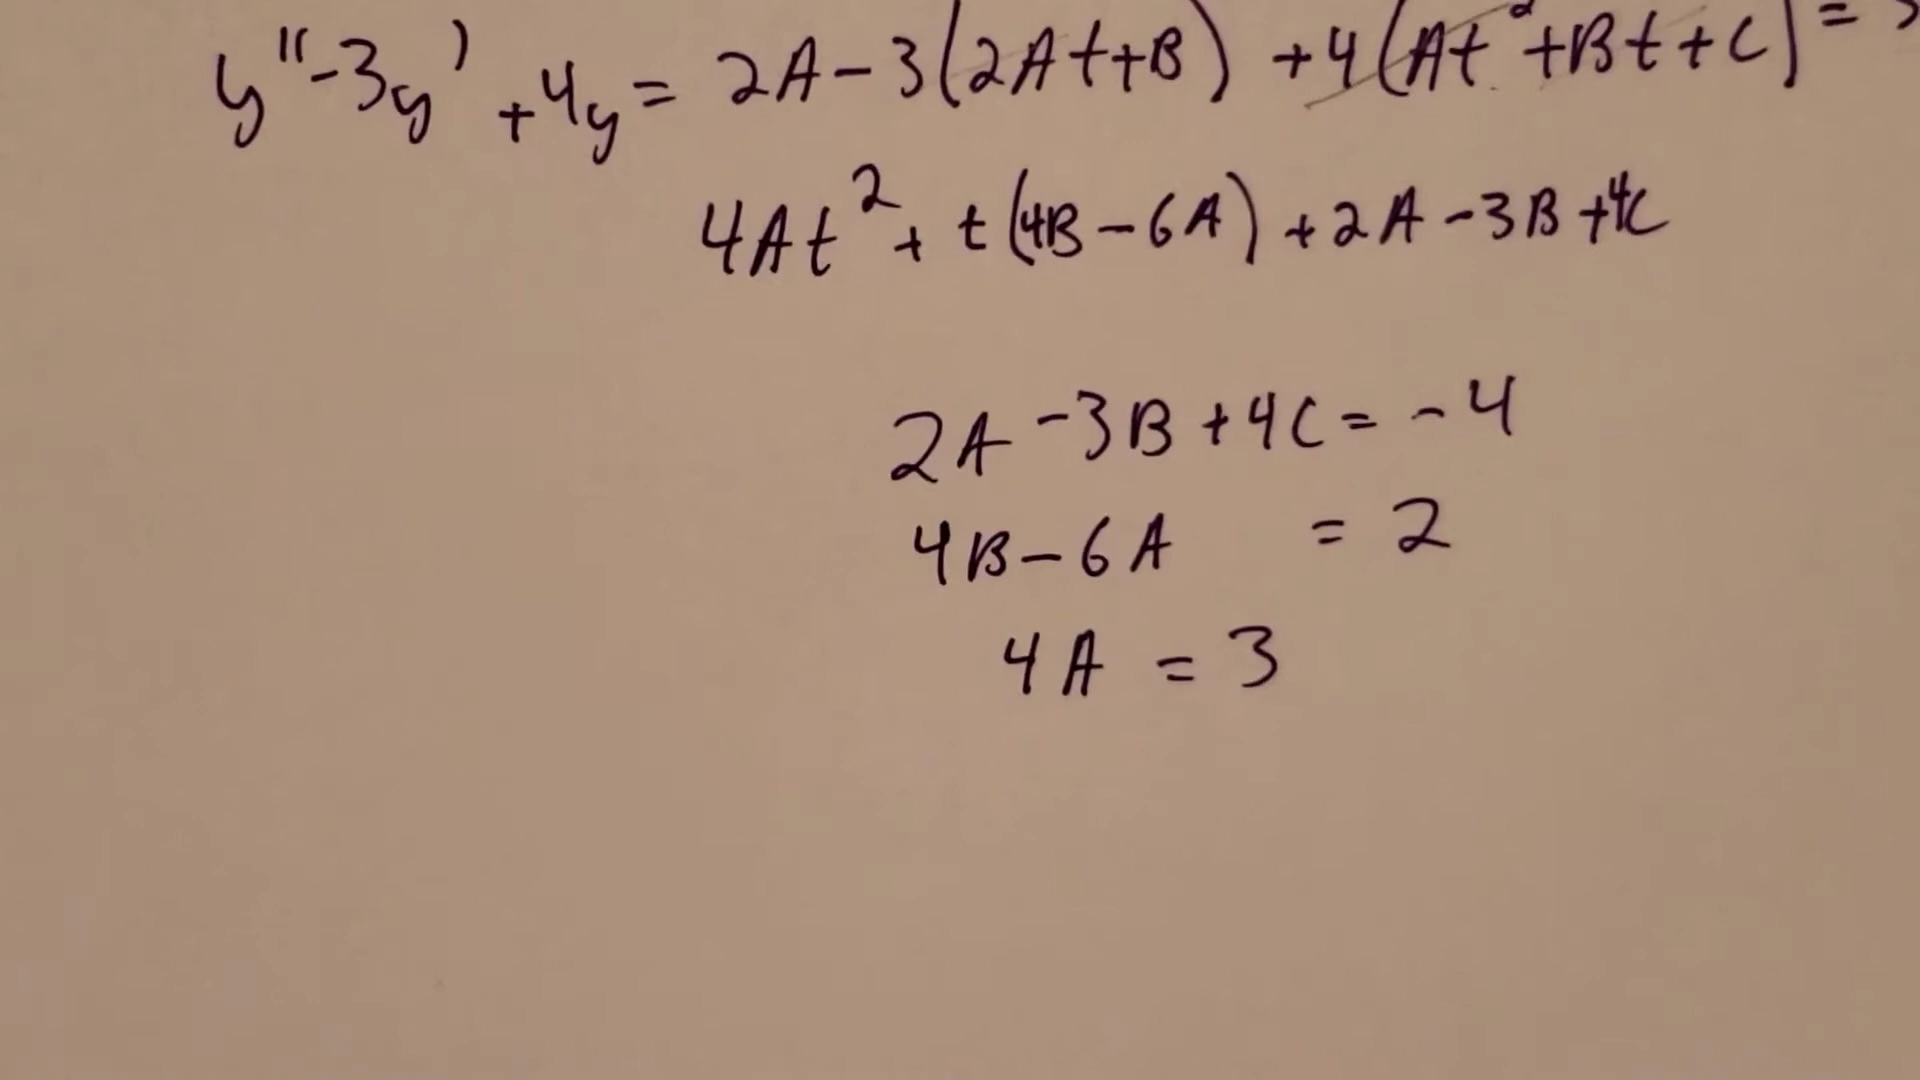 y'' - 3y' + 4y = 2A - 3(2At + B) + 4(At² + Bt + C) =
4At² + t(4B - 6A) + 2A - 3B + 4C
2A - 3B + 4C = - 4
4B - 6A = 2
4A = 3